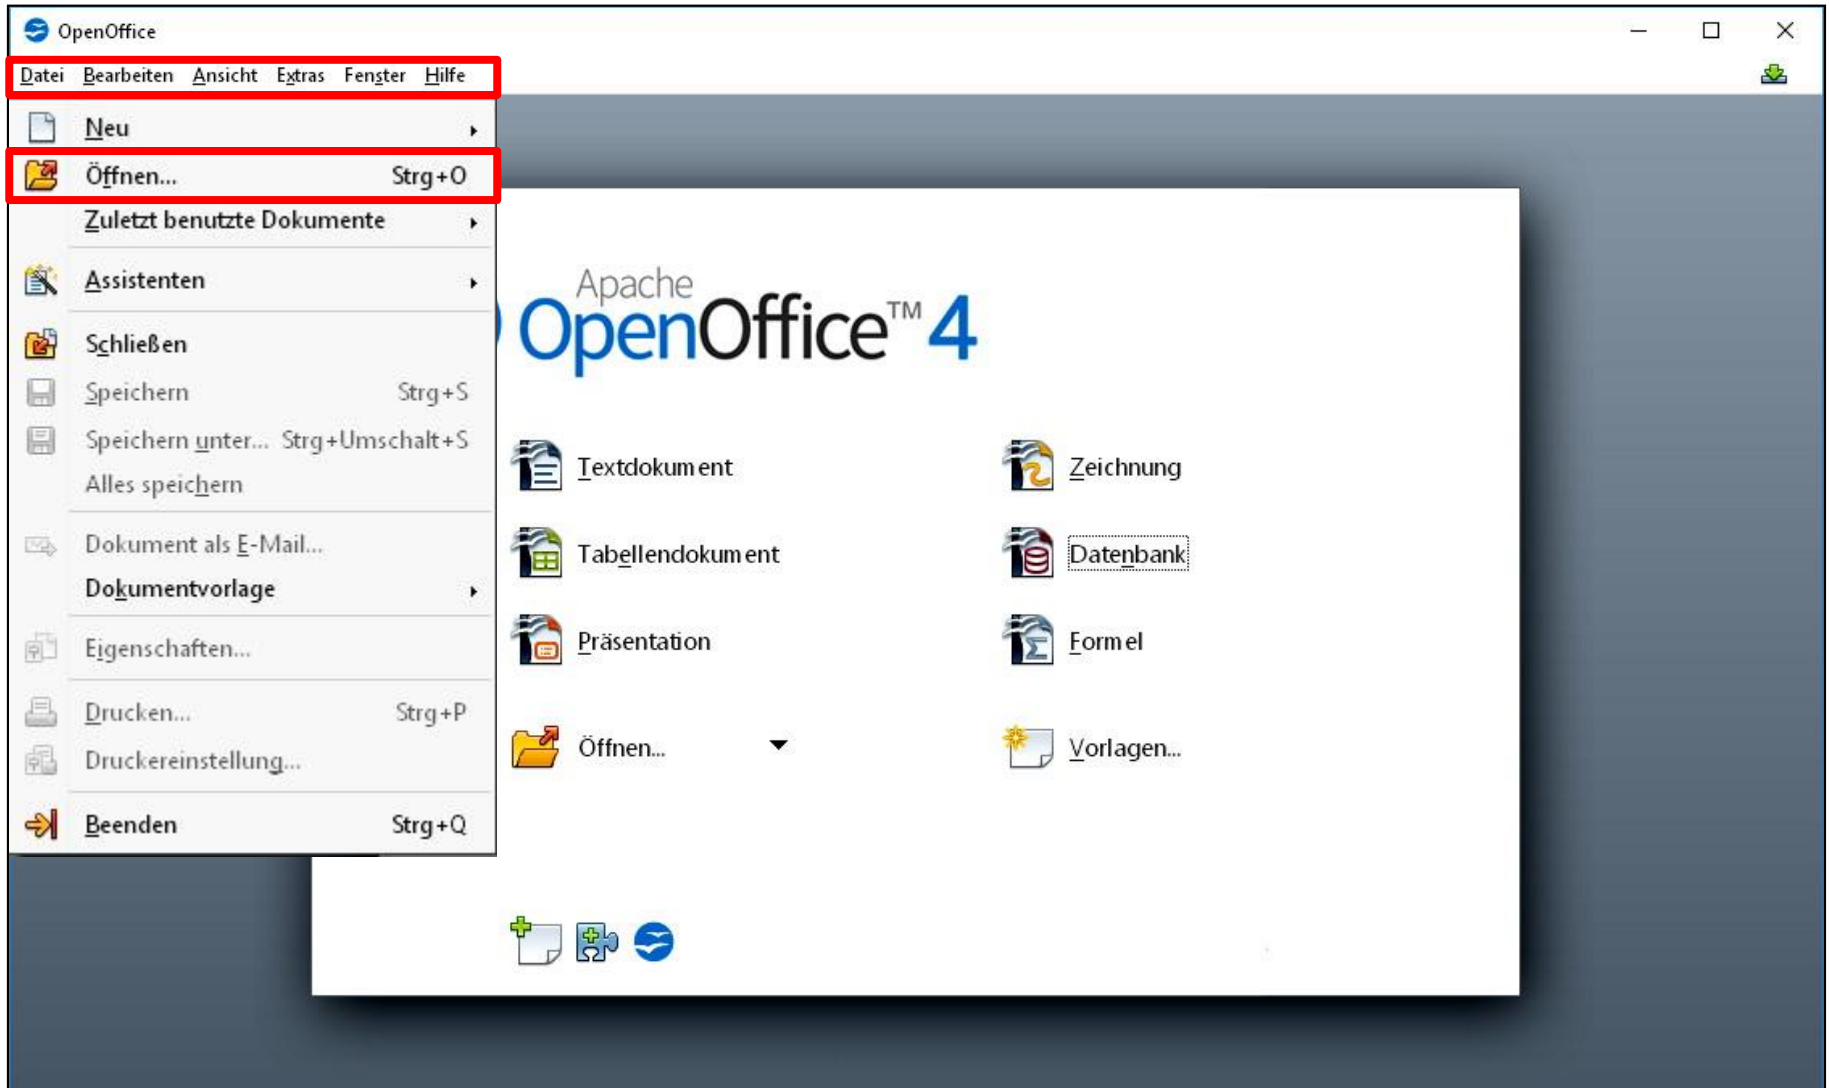 OpenOffice
Datei Bearbeiten Ansicht Extras Fenster Hilfe
Neu
Öffnen... Strg+O
Zuletzt benutzte Dokumente
Assistenten
Schließen
Speichern Strg+S
Speichern unter... Strg+Umschalt+S
Alles speichern
Dokument als E-Mail...
Dokumentvorlage
Eigenschaften...
Drucken... Strg+P
Druckereinstellung...
Beenden Strg+Q
Apache
OpenOffice™ 4
Textdokument
Zeichnung
Tabellendokument
Datenbank
Präsentation
Formel
Öffnen...
Vorlagen...